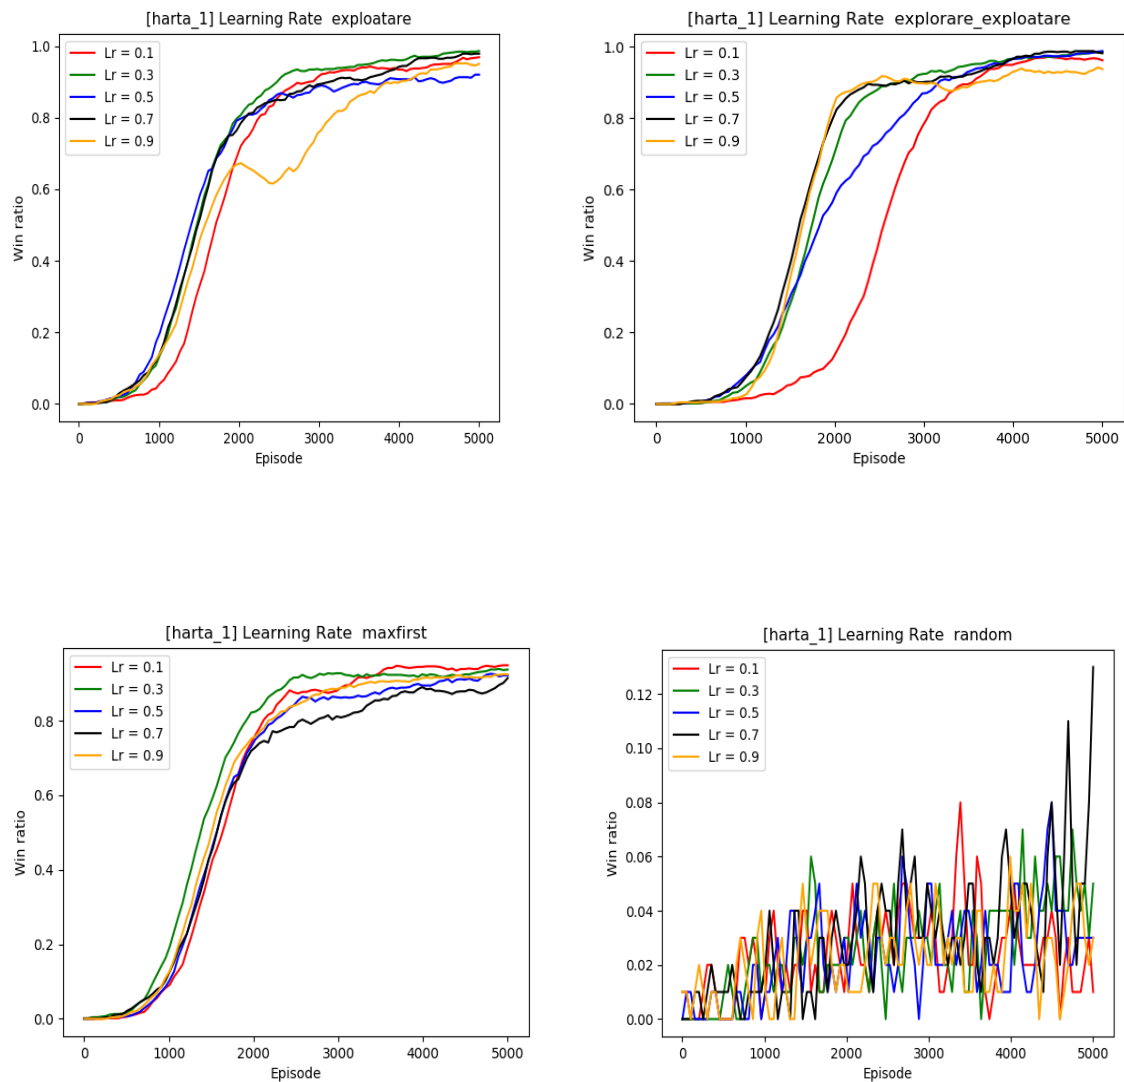 [harta_1] Learning Rate exploatare
Lr = 0.1
Lr = 0.3
Lr = 0.5
Lr = 0.7
Lr = 0.9
1.0
0.8
0.6
0.4
0.2
0.0
Win ratio
0 1000 2000 3000 4000 5000
Episode
[harta_1] Learning Rate explorare_exploatare
Lr = 0.1
Lr = 0.3
Lr = 0.5
Lr = 0.7
Lr = 0.9
1.0
0.8
0.6
0.4
0.2
0.0
Win ratio
0 1000 2000 3000 4000 5000
Episode
[harta_1] Learning Rate maxfirst
Lr = 0.1
Lr = 0.3
Lr = 0.5
Lr = 0.7
Lr = 0.9
0.8
0.6
0.4
0.2
0.0
Win ratio
0 1000 2000 3000 4000 5000
Episode
[harta_1] Learning Rate random
Lr = 0.1
Lr = 0.3
Lr = 0.5
Lr = 0.7
Lr = 0.9
0.12
0.10
0.08
0.06
0.04
0.02
0.00
Win ratio
0 1000 2000 3000 4000 5000
Episode